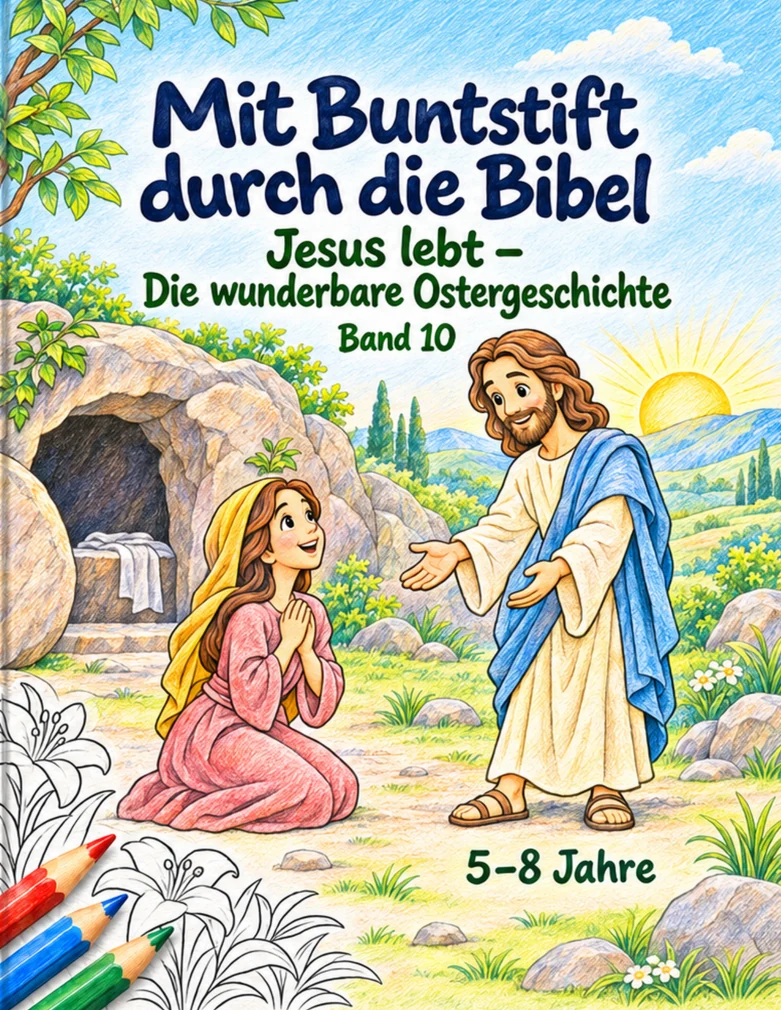 Mit Buntstift
durch die Bibel
Jesus lebt –
Die wunderbare Ostergeschichte
Band 10
5–8 Jahre